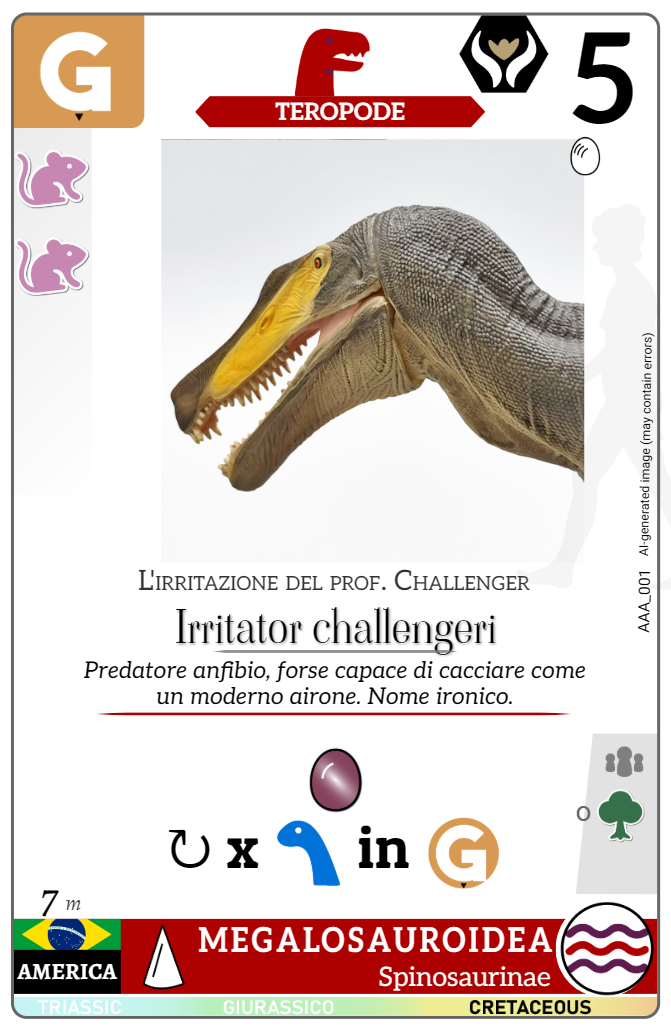 G
TEROPODE
5
AAA_001 AI-generated image (may contain errors)
L'IRRITAZIONE DEL PROF. CHALLENGER
Irritator challengeri
Predatore anfibio, forse capace di cacciare come
un moderno airone. Nome ironico.
O
x in G
7 m
AMERICA
MEGALOSAUROIDEA
Spinosaurinae
TRIASSIC GIURASSICO CRETACEOUS